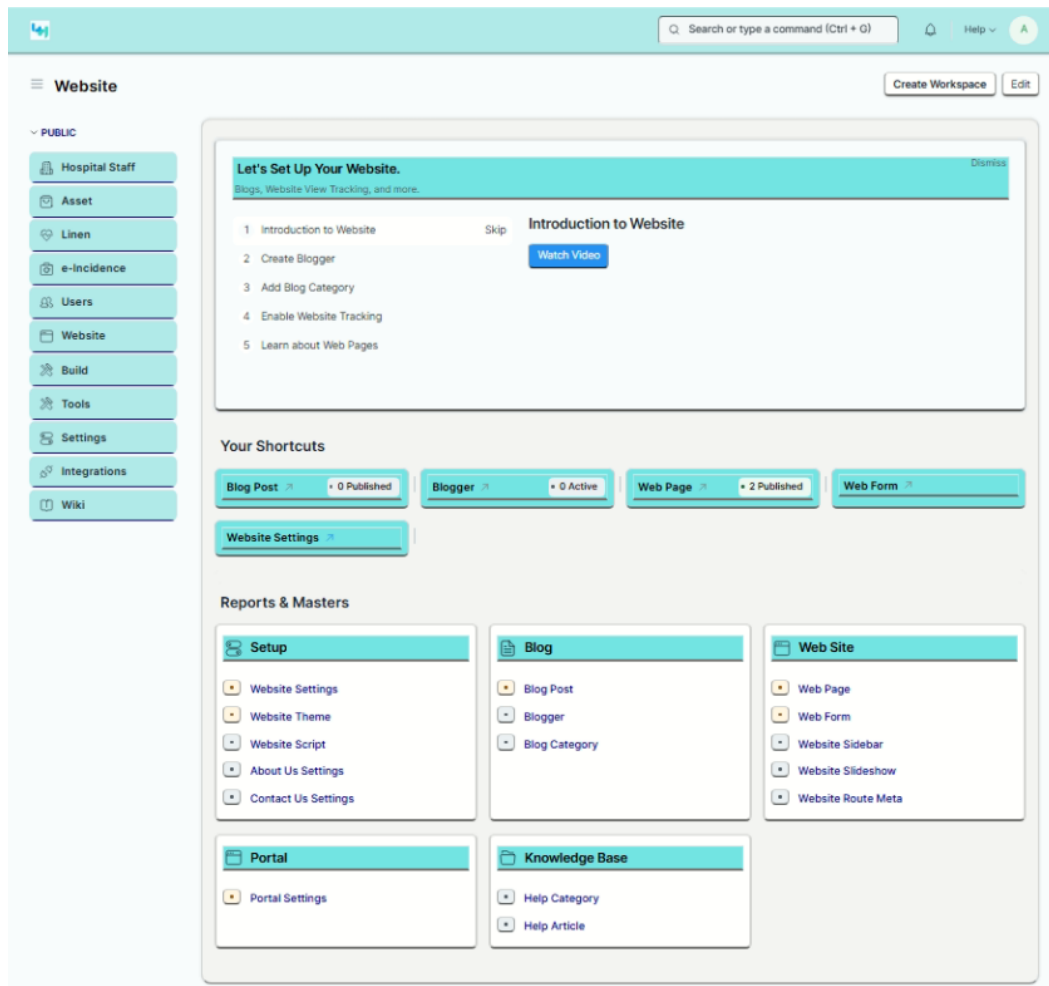 Search or type a command (Ctrl + G)
Help
A
Website
Create Workspace
Edit
PUBLIC
Hospital Staff
Asset
Linen
e-Incidence
Users
Website
Build
Tools
Settings
Integrations
Wiki
Let's Set Up Your Website.
Dismiss
Blogs, Website View Tracking, and more.
1 Introduction to Website Skip
2 Create Blogger
3 Add Blog Category
4 Enable Website Tracking
5 Learn about Web Pages
Introduction to Website
Watch Video
Your Shortcuts
Blog Post 0 Published
Blogger 0 Active
Web Page 2 Published
Web Form
Website Settings
Reports & Masters
Setup
Website Settings
Website Theme
Website Script
About Us Settings
Contact Us Settings
Blog
Blog Post
Blogger
Blog Category
Web Site
Web Page
Web Form
Website Sidebar
Website Slideshow
Website Route Meta
Portal
Portal Settings
Knowledge Base
Help Category
Help Article